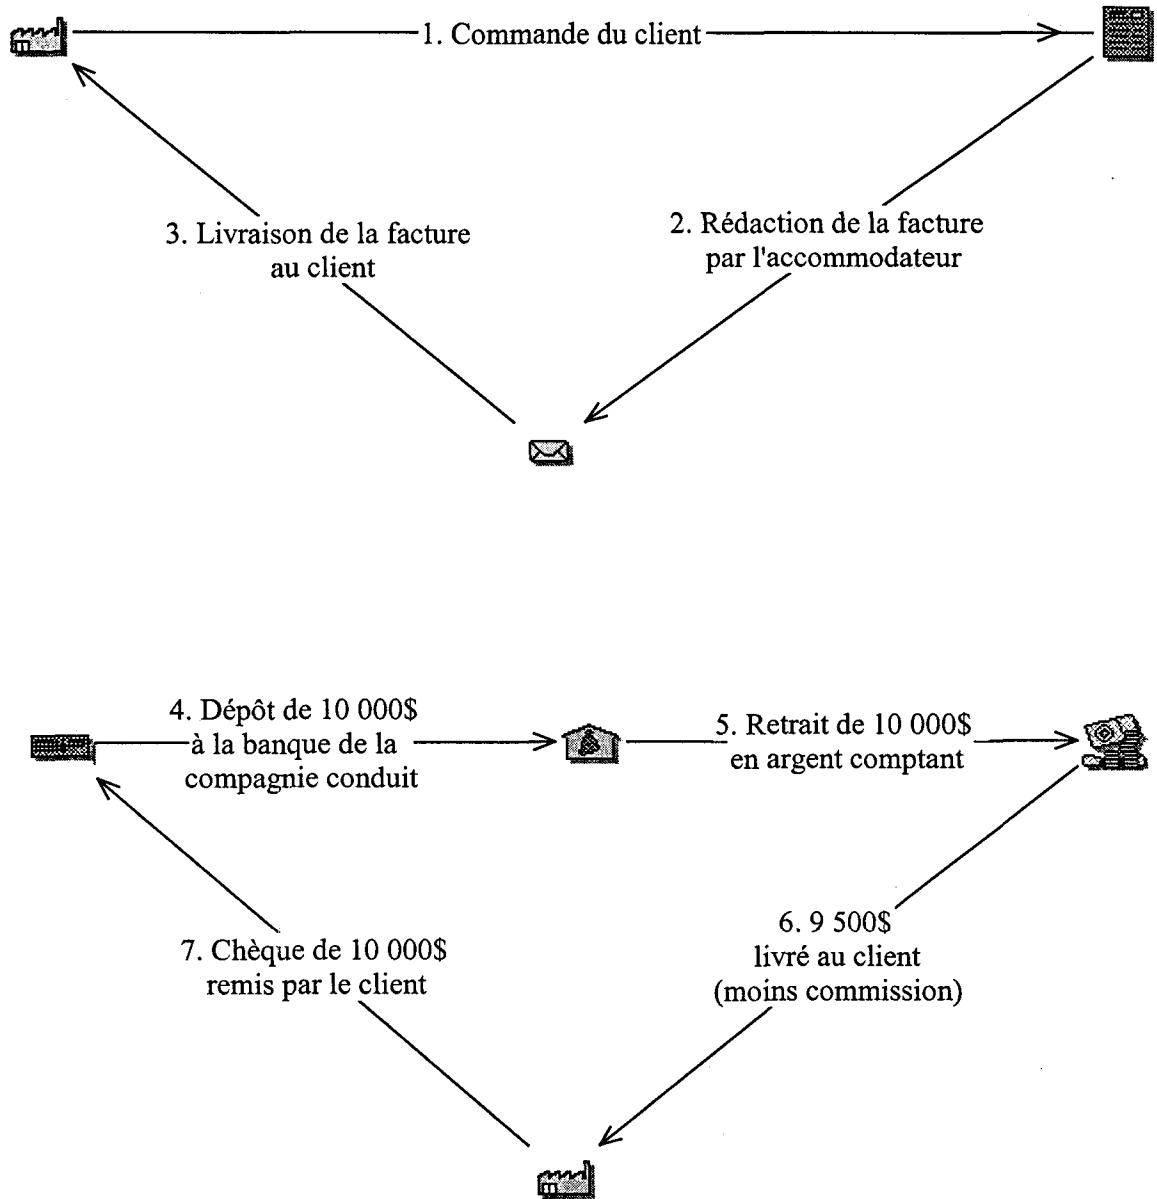 1. Commande du client
3. Livraison de la facture
au client
2. Rédaction de la facture
par l'accommodateur
4. Dépôt de 10 000$
à la banque de la
compagnie conduit
5. Retrait de 10 000$
en argent comptant
7. Chèque de 10 000$
remis par le client
6. 9 500$
livré au client
(moins commission)